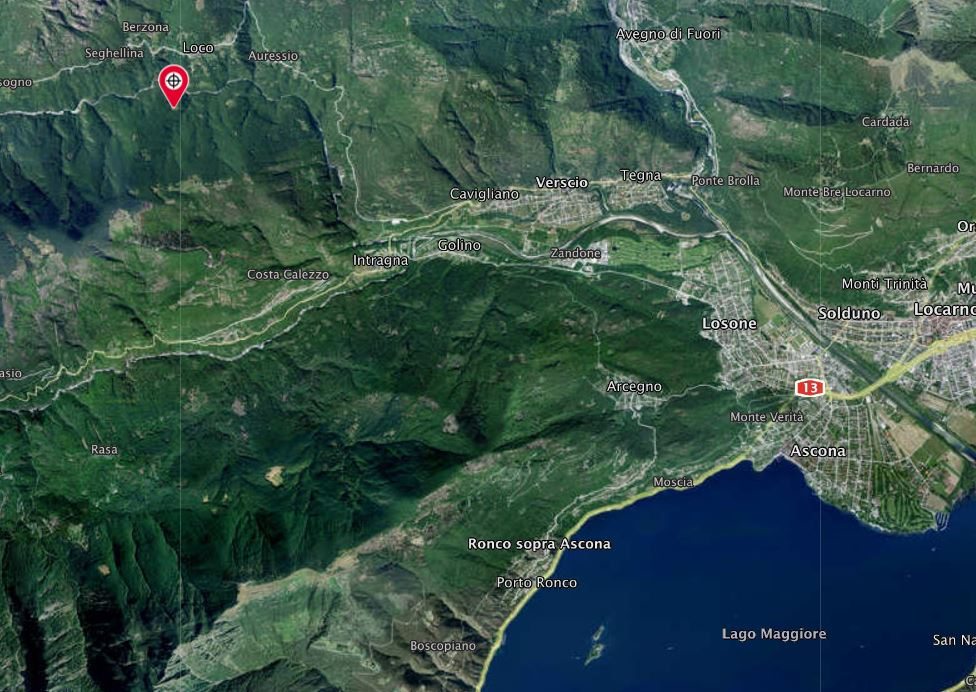 Berzona
Avegno di Fuori
Seghellina
Loco
Auressio
sogno
Cardada
Bernardo
Verscio
Tegna
Ponte Brolla
Cavigliano
Monte Bre Locarno
Or
Golino
Zandone
Intragna
Costa Calezzo
Monti Trinità
Mu
Locarno
Solduno
Losone
asio
Arcegno
13
Monte Verità
Rasa
Ascona
Moscia
Ronco sopra Ascona
Porto Ronco
Lago Maggiore
San Na
Boscopiano